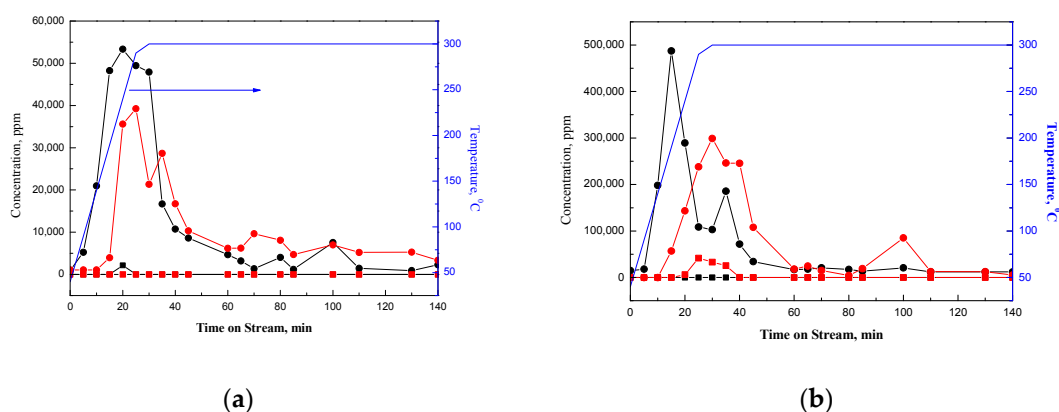 60,000
50,000
40,000
30,000
20,000
10,000
0
Concentration, ppm
300
250
200
150
100
50
Temperature, ⁰C
0 20 40 60 80 100 120 140
Time on Stream, min
(a)
500,000
400,000
300,000
200,000
100,000
0
Concentration, ppm
300
250
200
150
100
50
Temperature, ⁰C
0 20 40 60 80 100 120 140
Time on Stream, min
(b)